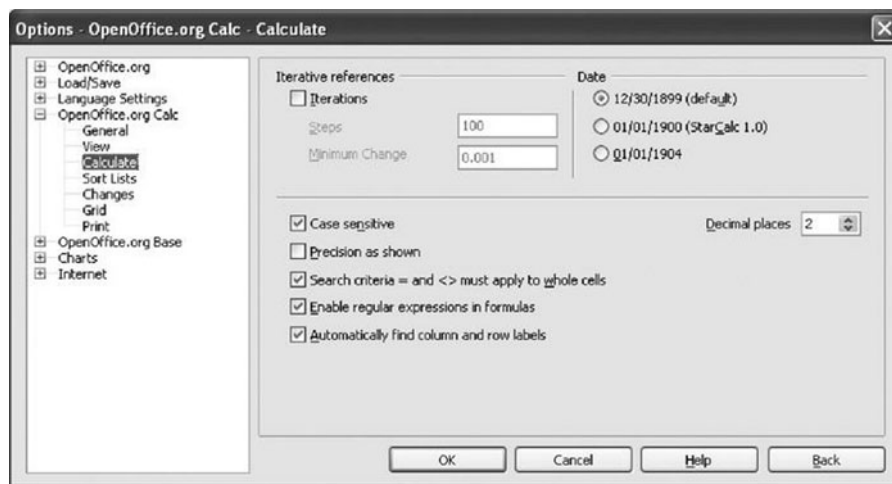 Options - OpenOffice.org Calc - Calculate
OpenOffice.org
Load/Save
Language Settings
OpenOffice.org Calc
General
View
Calculate
Sort Lists
Changes
Grid
Print
OpenOffice.org Base
Charts
Internet
Iterative references
Iterations
Steps 100
Minimum Change 0.001
Date
12/30/1899 (default)
01/01/1900 (StarCalc 1.0)
01/01/1904
Case sensitive
Decimal places 2
Precision as shown
Search criteria = and <> must apply to whole cells
Enable regular expressions in formulas
Automatically find column and row labels
OK Cancel Help Back